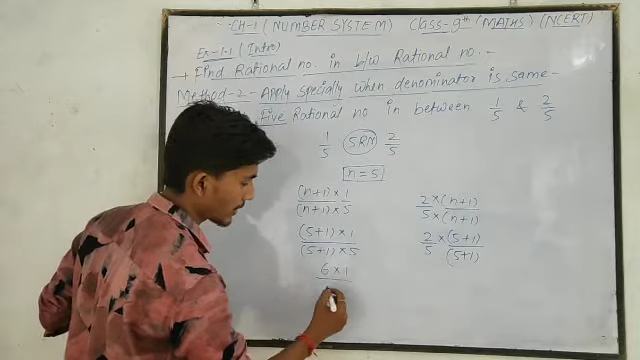 CH-1 (NUMBER SYSTEM) Class-9th (MATHS) (NCERT)
Ex-1.1 (Intro)
→ Find Rational no. in b/w Rational no. -
Method-2 - Apply specially when denominator is same-
Five Rational no in between 1/5 & 2/5
1/5 5RN 2/5
n=5
(n+1)×1/(n+1)×5 2×(n+1)/5×(n+1)
(5+1)×1/(5+1)×5 2/5×(5+1)/(5+1)
6×1